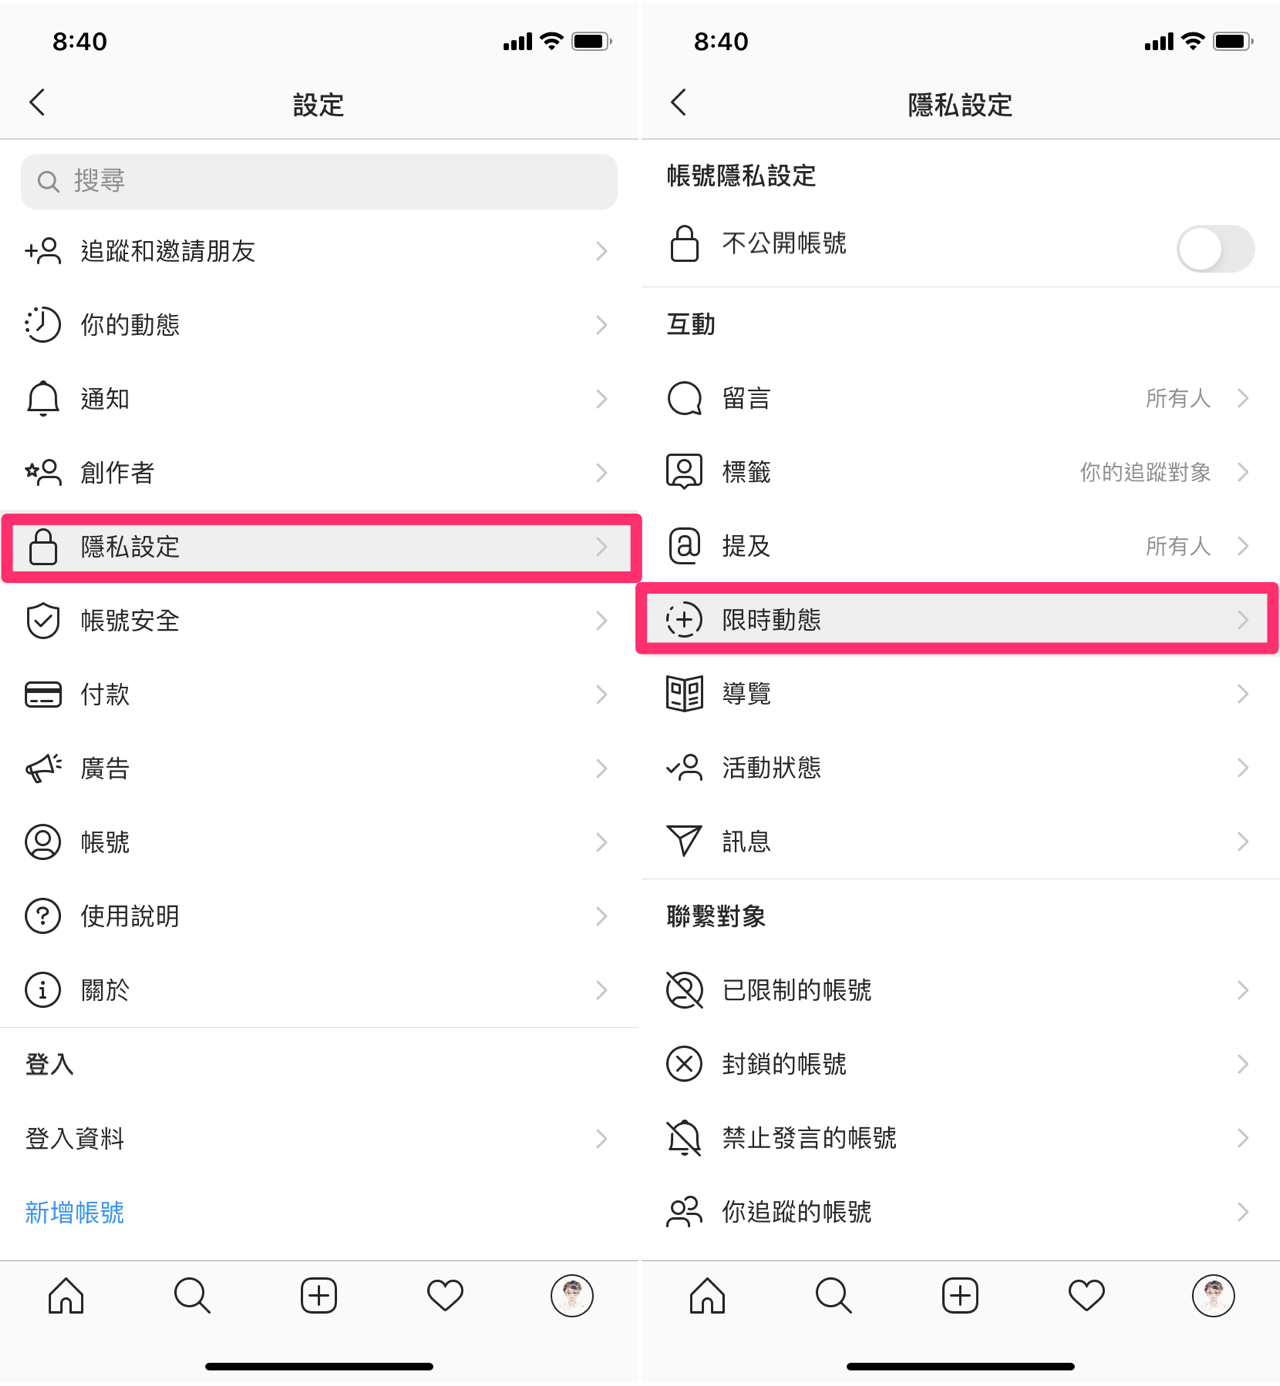 8:40
設定
搜尋
追蹤和邀請朋友
你的動態
通知
創作者
隱私設定
帳號安全
付款
廣告
帳號
使用說明
關於
登入
登入資料
新增帳號
8:40
隱私設定
帳號隱私設定
不公開帳號
互動
留言 所有人
標籤 你的追蹤對象
提及 所有人
限時動態
導覽
活動狀態
訊息
聯繫對象
已限制的帳號
封鎖的帳號
禁止發言的帳號
你追蹤的帳號